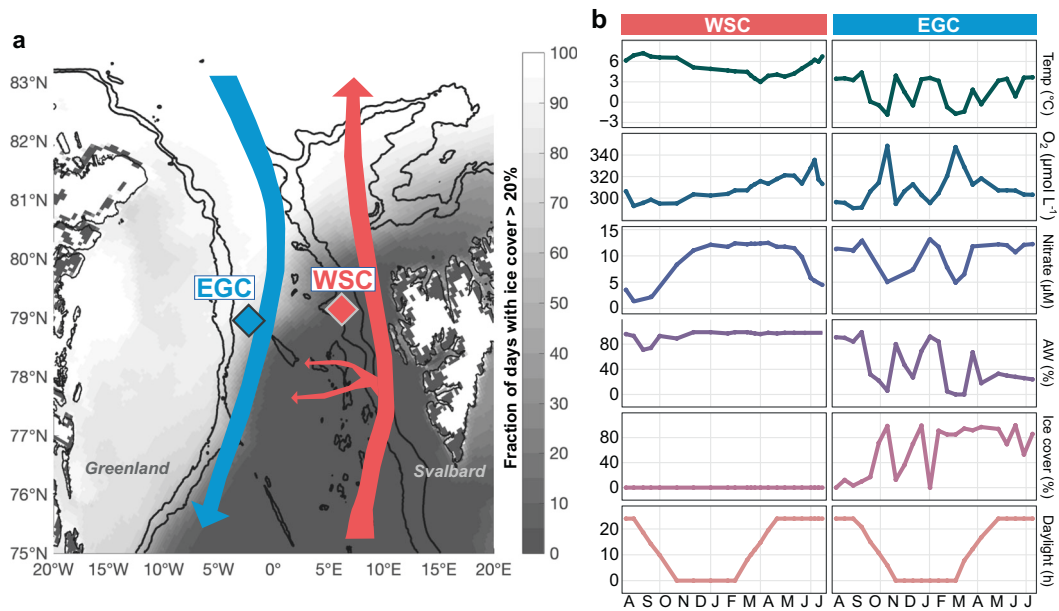 a
83°N
82°N
81°N
80°N
79°N
78°N
77°N
76°N
75°N
20°W
15°W
10°W
5°W
0°
5°E
10°E
15°E
20°E
EGC
WSC
Greenland
Svalbard
100
90
80
70
60
50
40
30
20
10
0
Fraction of days with ice cover > 20%
b
WSC
EGC
6
3
0
−3
Temp (°C)
340
320
300
O₂ (µmol L⁻¹)
15
10
5
0
Nitrate (µM)
80
40
0
AW (%)
80
40
0
Ice cover (%)
20
10
0
Daylight (h)
A S O N D J F M A M J J
A S O N D J F M A M J J